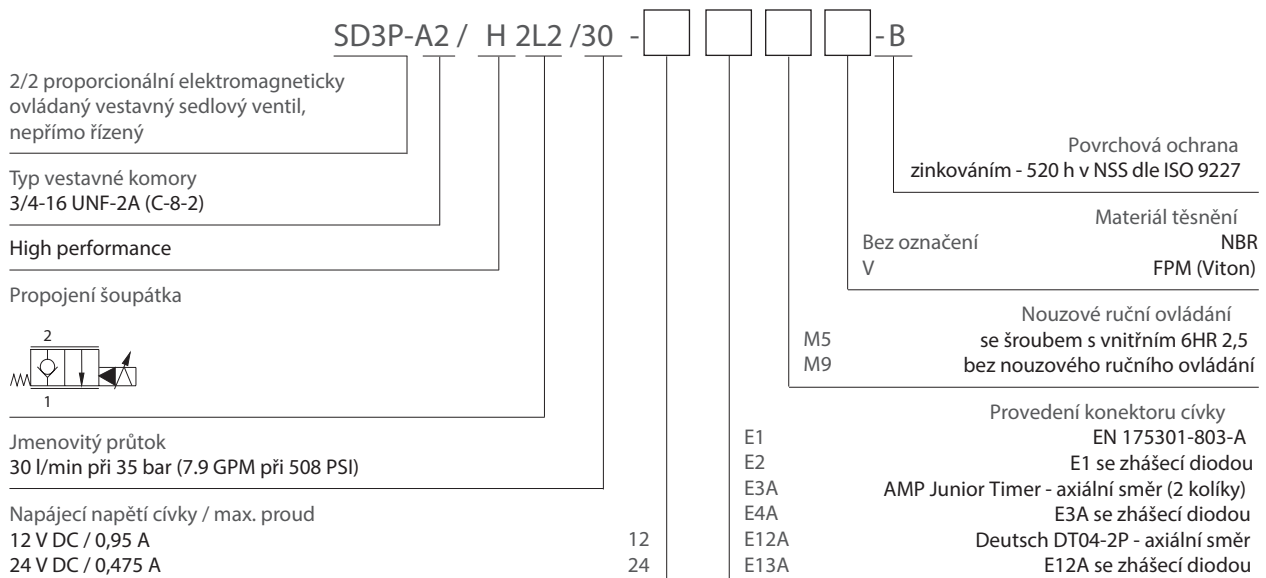 SD3P-A2 / H 2L2 /30 - -B
2/2 proporcionální elektromagneticky
ovládaný vestavný sedlový ventil,
nepřímo řízený
Typ vestavné komory
3/4-16 UNF-2A (C-8-2)
High performance
Propojení šoupátka
2
1
Jmenovitý průtok
30 l/min při 35 bar (7.9 GPM při 508 PSI)
Napájecí napětí cívky / max. proud
12 V DC / 0,95 A 12
24 V DC / 0,475 A 24
Povrchová ochrana
zinkováním - 520 h v NSS dle ISO 9227
Materiál těsnění
Bez označení NBR
V FPM (Viton)
Nouzové ruční ovládání
M5 se šroubem s vnitřním 6HR 2,5
M9 bez nouzového ručního ovládání
Provedení konektoru cívky
E1 EN 175301-803-A
E2 E1 se zhášecí diodou
E3A AMP Junior Timer - axiální směr (2 kolíky)
E4A E3A se zhášecí diodou
E12A Deutsch DT04-2P - axiální směr
E13A E12A se zhášecí diodou